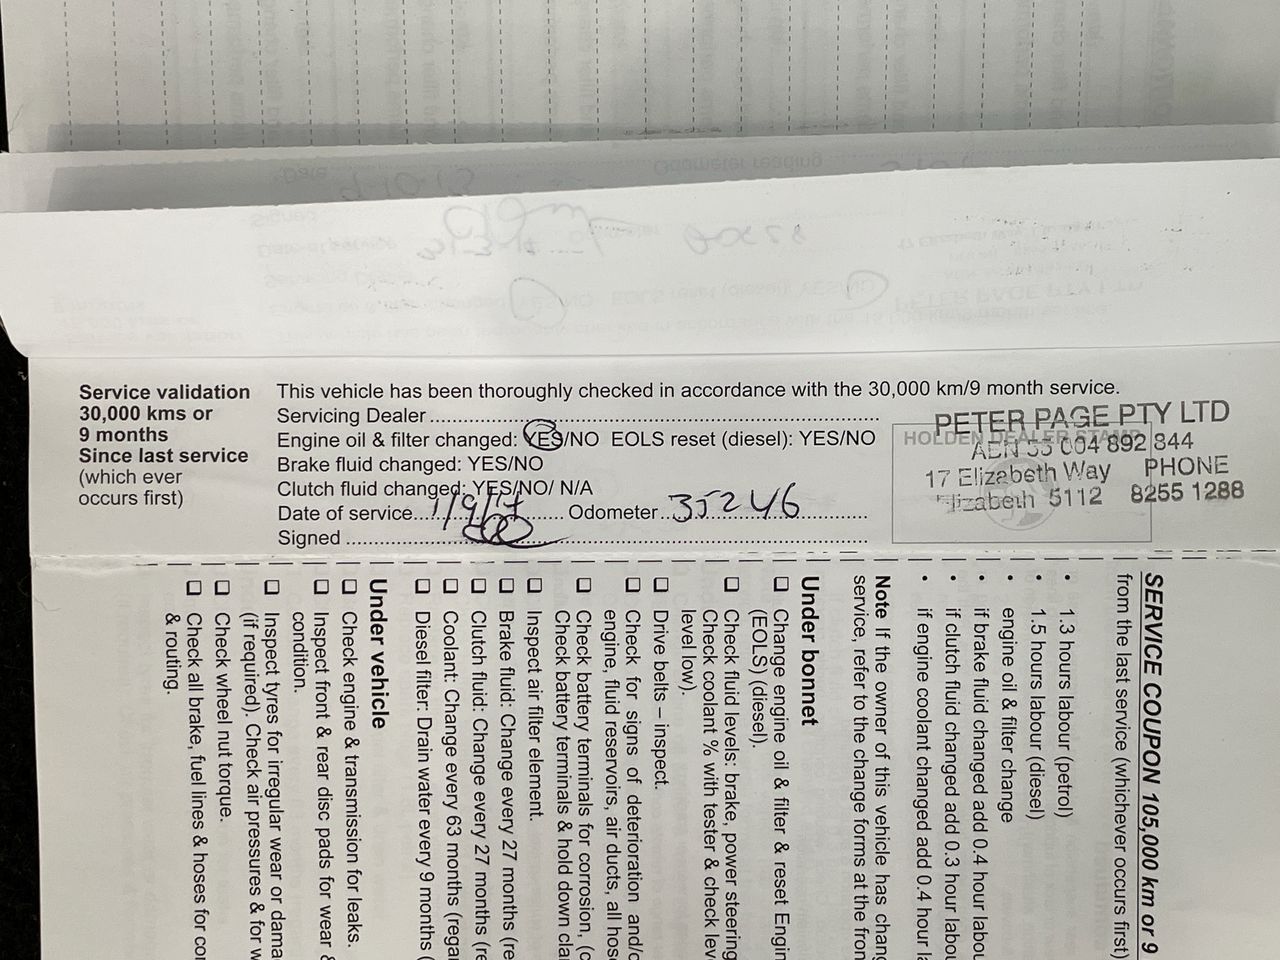 Service validation
30,000 kms or
9 months
Since last service
(which ever
occurs first)
This vehicle has been thoroughly checked in accordance with the 30,000 km/9 month service.
Servicing Dealer
Engine oil & filter changed: YES/NO EOLS reset (diesel): YES/NO
Brake fluid changed: YES/NO
Clutch fluid changed: YES/NO/ N/A
Date of service 1/9/17 Odometer 35246
Signed
HOLDEN DEALER STAMP
PETER PAGE PTY LTD
ABN 55 004 892 844
17 Elizabeth Way PHONE
Elizabeth 5112 8255 1288
SERVICE COUPON 105,000 km or 9
from the last service (whichever occurs first)
• 1.3 hours labour (petrol)
• 1.5 hours labour (diesel)
• engine oil & filter change
• if brake fluid changed add 0.4 hour labou
• if clutch fluid changed add 0.3 hour labou
• if engine coolant changed add 0.4 hour la
Note If the owner of this vehicle has chang
service, refer to the change forms at the fron
Under bonnet
❑ Change engine oil & filter & reset Engin
(EOLS) (diesel).
❑ Check fluid levels: brake, power steering
Check coolant % with tester & check lev
level low).
❑ Drive belts – inspect.
❑ Check for signs of deterioration and/o
engine, fluid reservoirs, air ducts, all hose
❑ Check battery terminals for corrosion, (c
Check battery terminals & hold down cla
❑ Inspect air filter element.
❑ Brake fluid: Change every 27 months (re
❑ Clutch fluid: Change every 27 months (re
❑ Coolant: Change every 63 months (regar
❑ Diesel filter: Drain water every 9 months (
Under vehicle
❑ Check engine & transmission for leaks.
❑ Inspect front & rear disc pads for wear &
condition.
❑ Inspect tyres for irregular wear or dama
(if required). Check air pressures & for w
❑ Check wheel nut torque.
❑ Check all brake, fuel lines & hoses for cor
& routing.